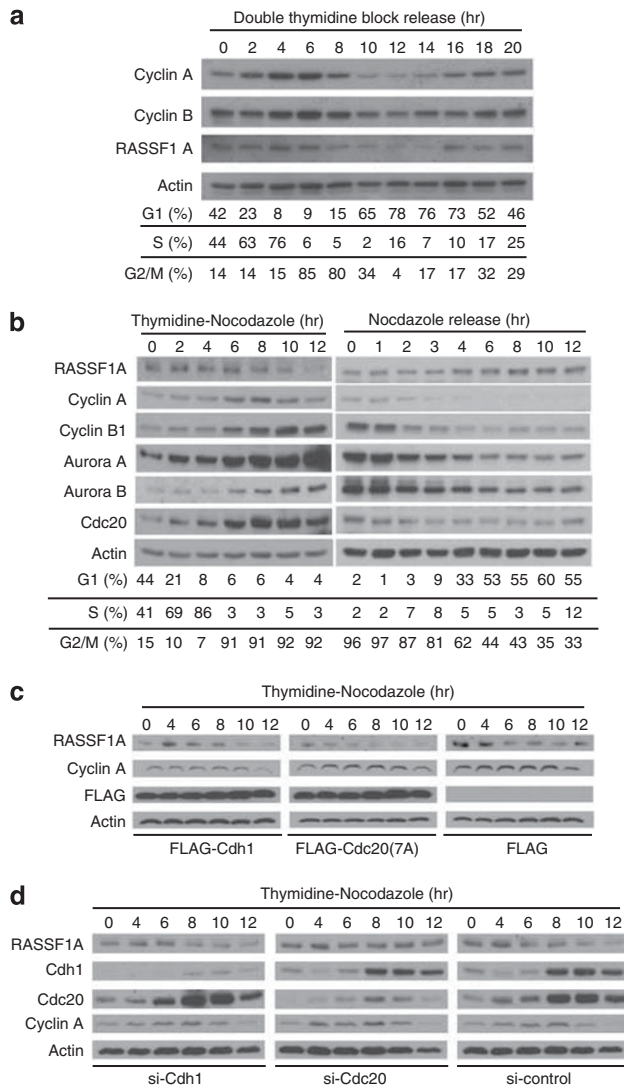 a
Double thymidine block release (hr)
0 2 4 6 8 10 12 14 16 18 20
Cyclin A
Cyclin B
RASSF1 A
Actin
G1 (%) 42 23 8 9 15 65 78 76 73 52 46
S (%) 44 63 76 6 5 2 16 7 10 17 25
G2/M (%) 14 14 15 85 80 34 4 17 17 32 29
b
Thymidine-Nocodazole (hr) Nocdazole release (hr)
0 2 4 6 8 10 12 0 1 2 3 4 6 8 10 12
RASSF1A
Cyclin A
Cyclin B1
Aurora A
Aurora B
Cdc20
Actin
G1 (%) 44 21 8 6 6 4 4 2 1 3 9 33 53 55 60 55
S (%) 41 69 86 3 3 5 3 2 2 7 8 5 5 3 5 12
G2/M (%) 15 10 7 91 91 92 92 96 97 87 81 62 44 43 35 33
c
Thymidine-Nocodazole (hr)
0 4 6 8 10 12 0 4 6 8 10 12 0 4 6 8 10 12
RASSF1A
Cyclin A
FLAG
Actin
FLAG-Cdh1 FLAG-Cdc20(7A) FLAG
d
Thymidine-Nocodazole (hr)
0 4 6 8 10 12 0 4 6 8 10 12 0 4 6 8 10 12
RASSF1A
Cdh1
Cdc20
Cyclin A
Actin
si-Cdh1 si-Cdc20 si-control